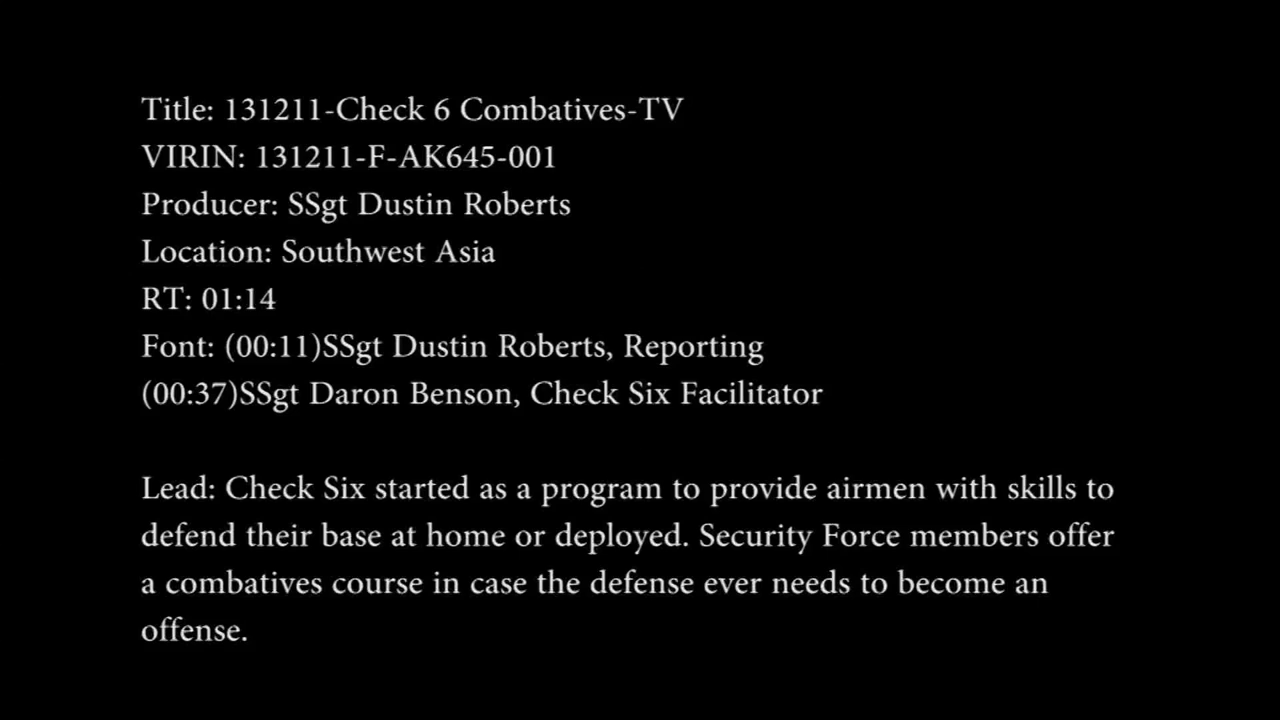 Title: 131211-Check 6 Combatives-TV
VIRIN: 131211-F-AK645-001
Producer: SSgt Dustin Roberts
Location: Southwest Asia
RT: 01:14
Font: (00:11)SSgt Dustin Roberts, Reporting
(00:37)SSgt Daron Benson, Check Six Facilitator
Lead: Check Six started as a program to provide airmen with skills to
defend their base at home or deployed. Security Force members offer
a combatives course in case the defense ever needs to become an
offense.